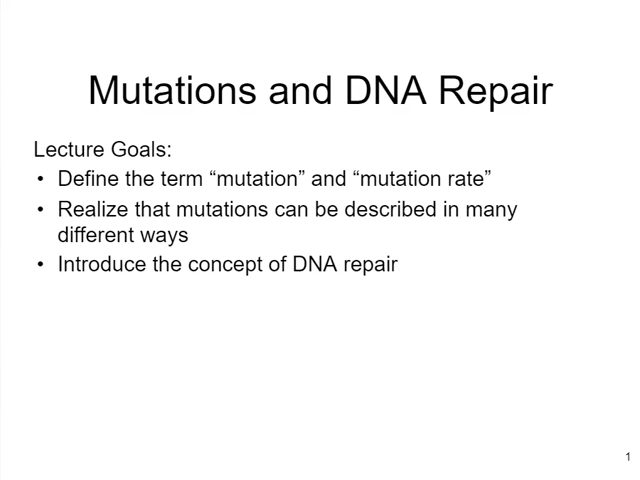 Mutations and DNA Repair
Lecture Goals:
• Define the term “mutation” and “mutation rate”
• Realize that mutations can be described in many
different ways
• Introduce the concept of DNA repair
1